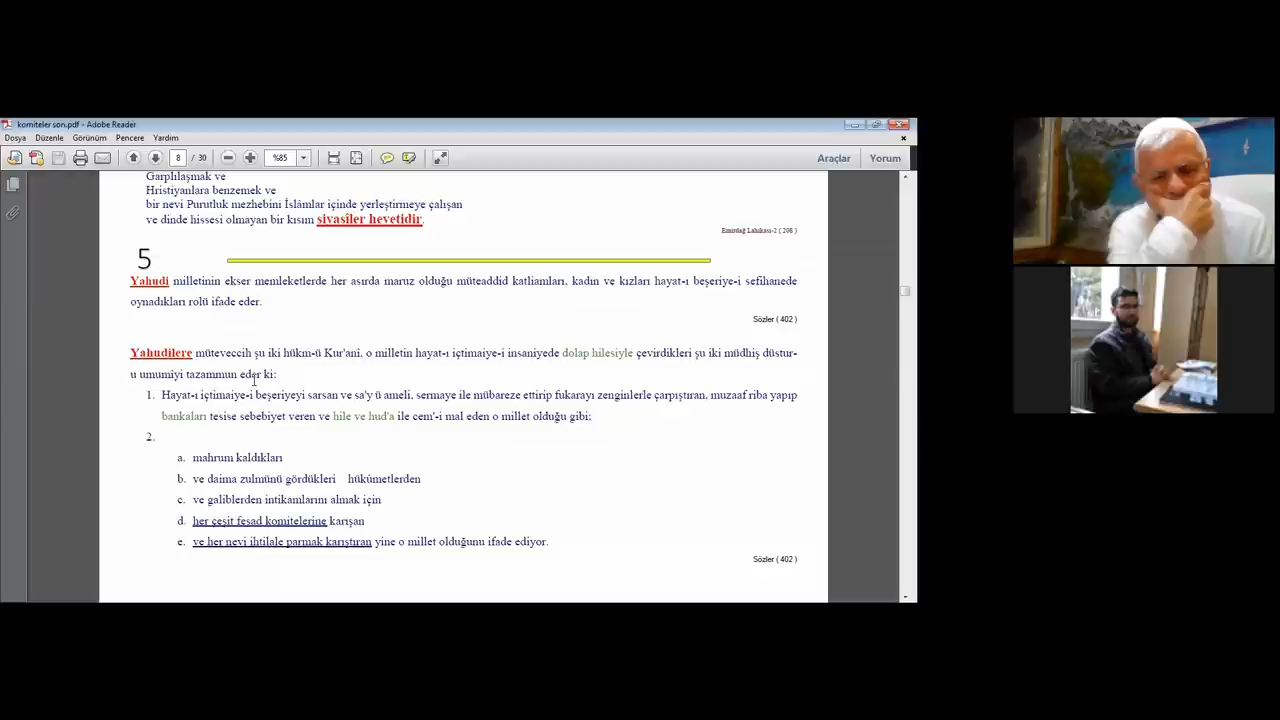 komiteler son.pdf - Adobe Reader
Dosya Düzenle Görünüm Pencere Yardım
8 / 30 %85 Araçlar Yorum
Garplılaşmak ve
Hristiyanlara benzemek ve
bir nevi Purutluk mezhebini İslâmlar içinde yerleştirmeye çalışan
ve dinde hissesi olmayan bir kısım siyasîler heyetidir.
Emirdağ Lahikası-2 ( 208 )
5
Yahudi milletinin ekser memleketlerde her asırda maruz olduğu müteaddid katliamları, kadın ve kızları hayat-ı beşeriye-i sefihanede
oynadıkları rolü ifade eder.
Sözler ( 402 )
Yahudilere müteveccih şu iki hükm-ü Kur'anî, o milletin hayat-ı içtimaiye-i insaniyede dolap hilesiyle çevirdikleri şu iki müdhiş düstur-
u umumîyi tazammun eder ki:
1. Hayat-ı içtimaiye-i beşeriyeyi sarsan ve sa'y ü ameli, sermaye ile mübareze ettirip fukarayı zenginlerle çarpıştıran, muzaaf riba yapıp
bankaları tesise sebebiyet veren ve hile ve hud'a ile cem'-i mal eden o millet olduğu gibi;
2.
a. mahrum kaldıkları
b. ve daima zulmünü gördükleri hükûmetlerden
c. ve galiblerden intikamlarını almak için
d. her çeşit fesad komitelerine karışan
e. ve her nevi ihtilale parmak karıştıran yine o millet olduğunu ifade ediyor.
Sözler ( 402 )